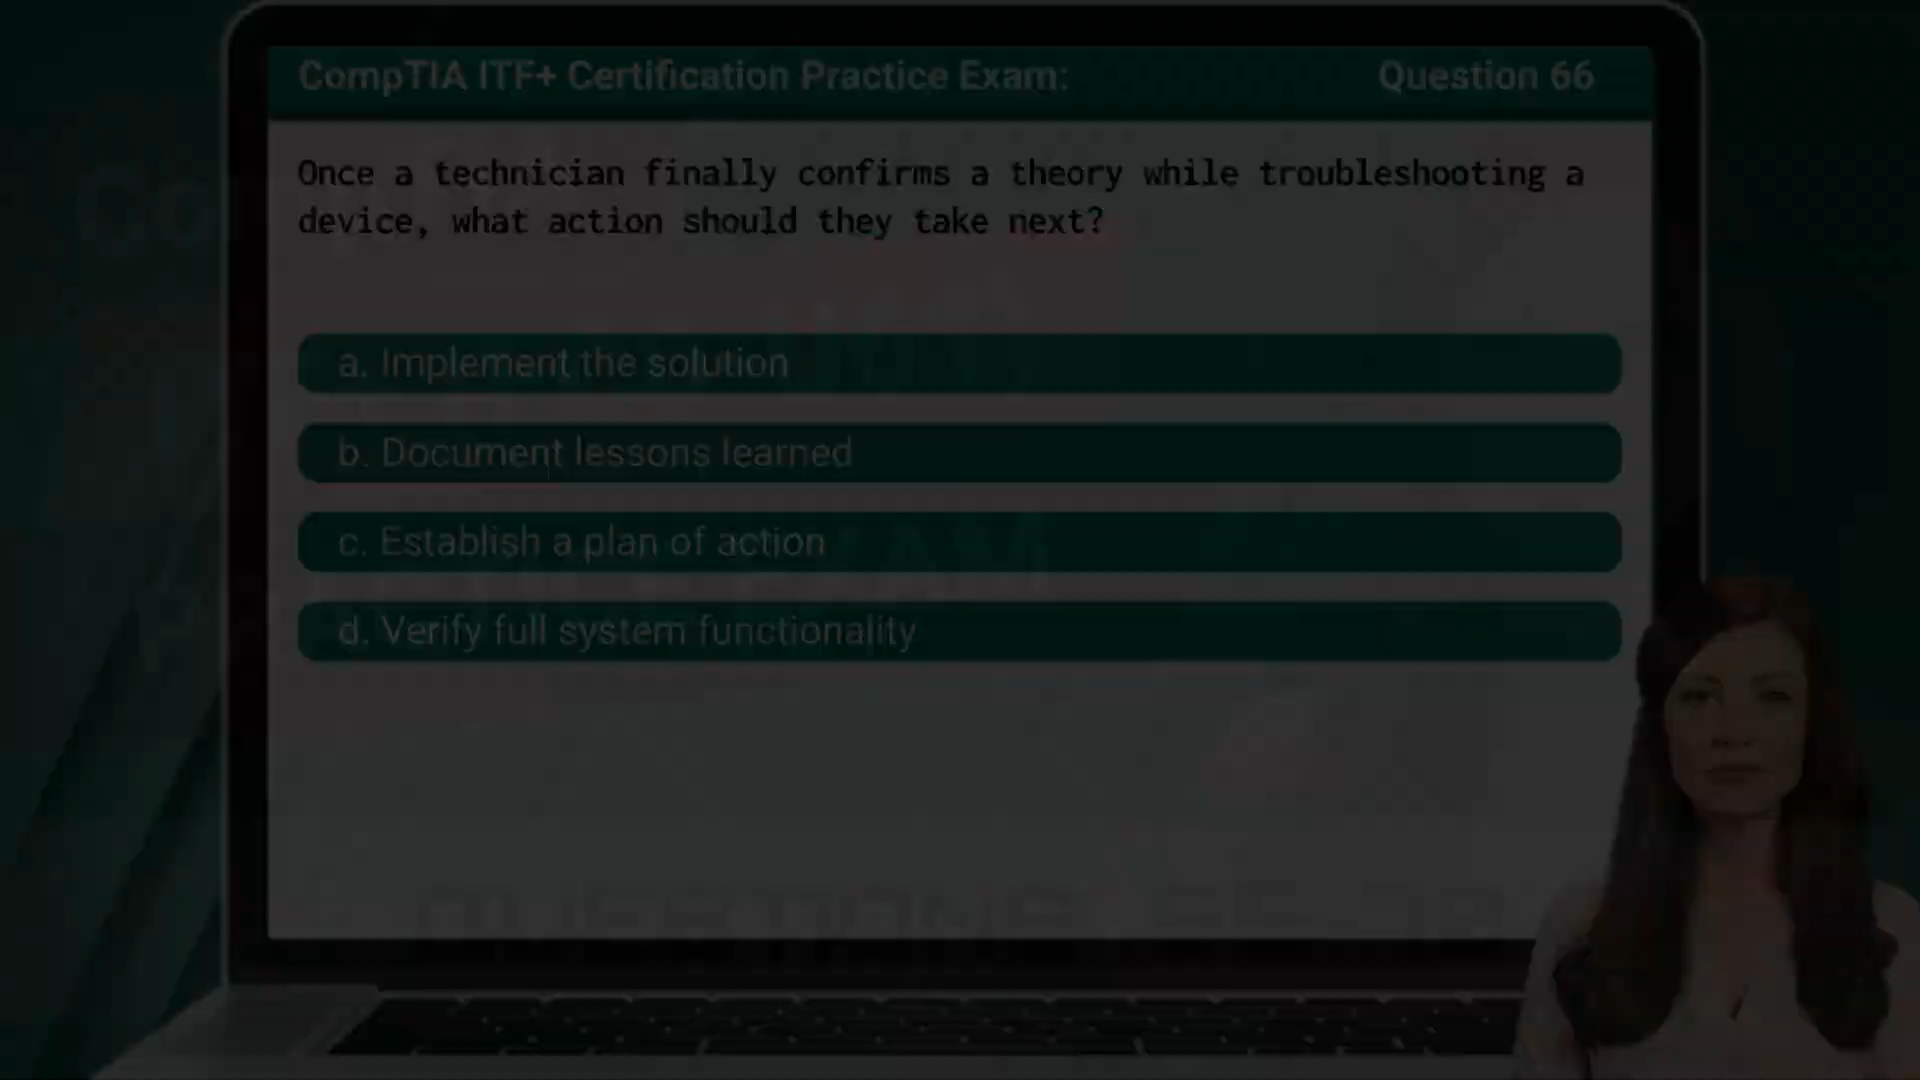 CompTIA ITF+ Certification Practice Exam: Question 66
Once a technician finally confirms a theory while troubleshooting a
device, what action should they take next?
a. Implement the solution
b. Document lessons learned
c. Establish a plan of action
d. Verify full system functionality